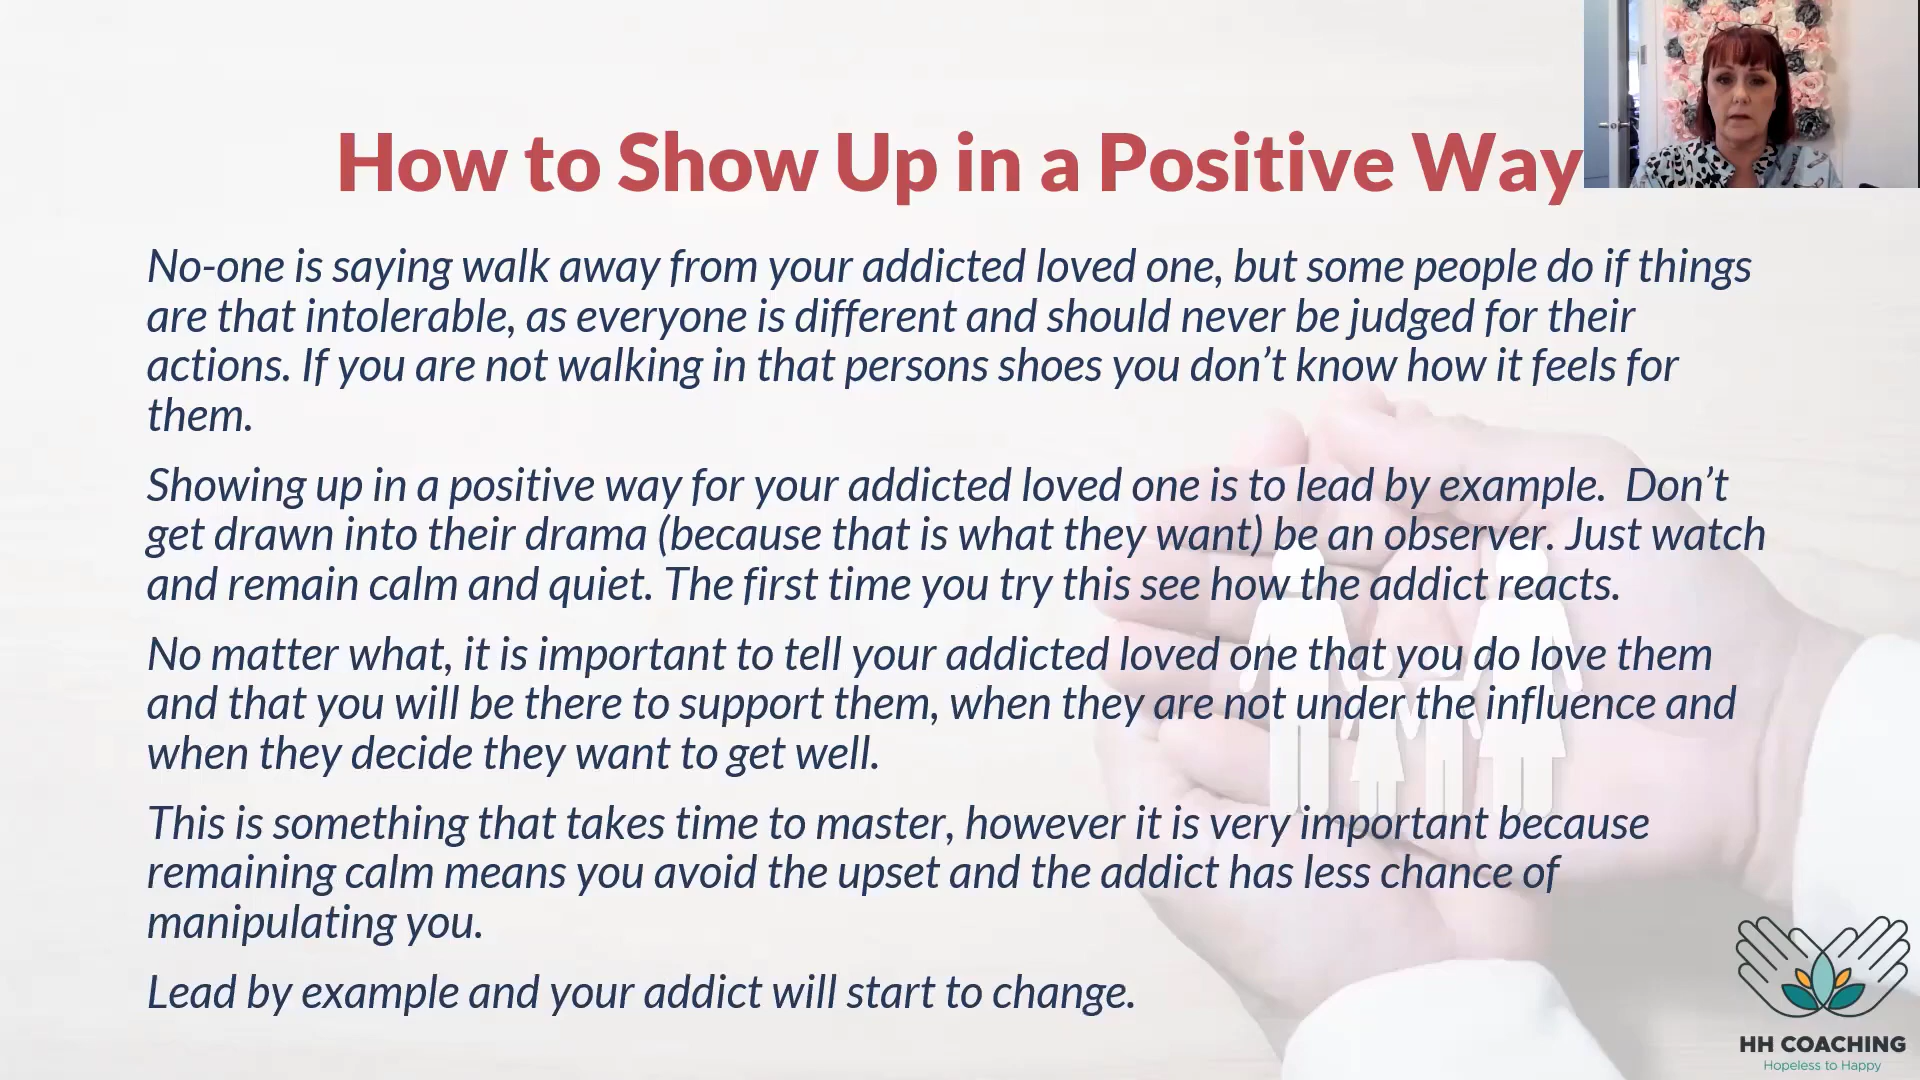 How to Show Up in a Positive Way
No-one is saying walk away from your addicted loved one, but some people do if things
are that intolerable, as everyone is different and should never be judged for their
actions. If you are not walking in that persons shoes you don’t know how it feels for
them.
Showing up in a positive way for your addicted loved one is to lead by example.  Don’t
get drawn into their drama (because that is what they want) be an observer. Just watch
and remain calm and quiet. The first time you try this see how the addict reacts.
No matter what, it is important to tell your addicted loved one that you do love them
and that you will be there to support them, when they are not under the influence and
when they decide they want to get well.
This is something that takes time to master, however it is very important because
remaining calm means you avoid the upset and the addict has less chance of
manipulating you.
Lead by example and your addict will start to change.
HH COACHING
Hopeless to Happy